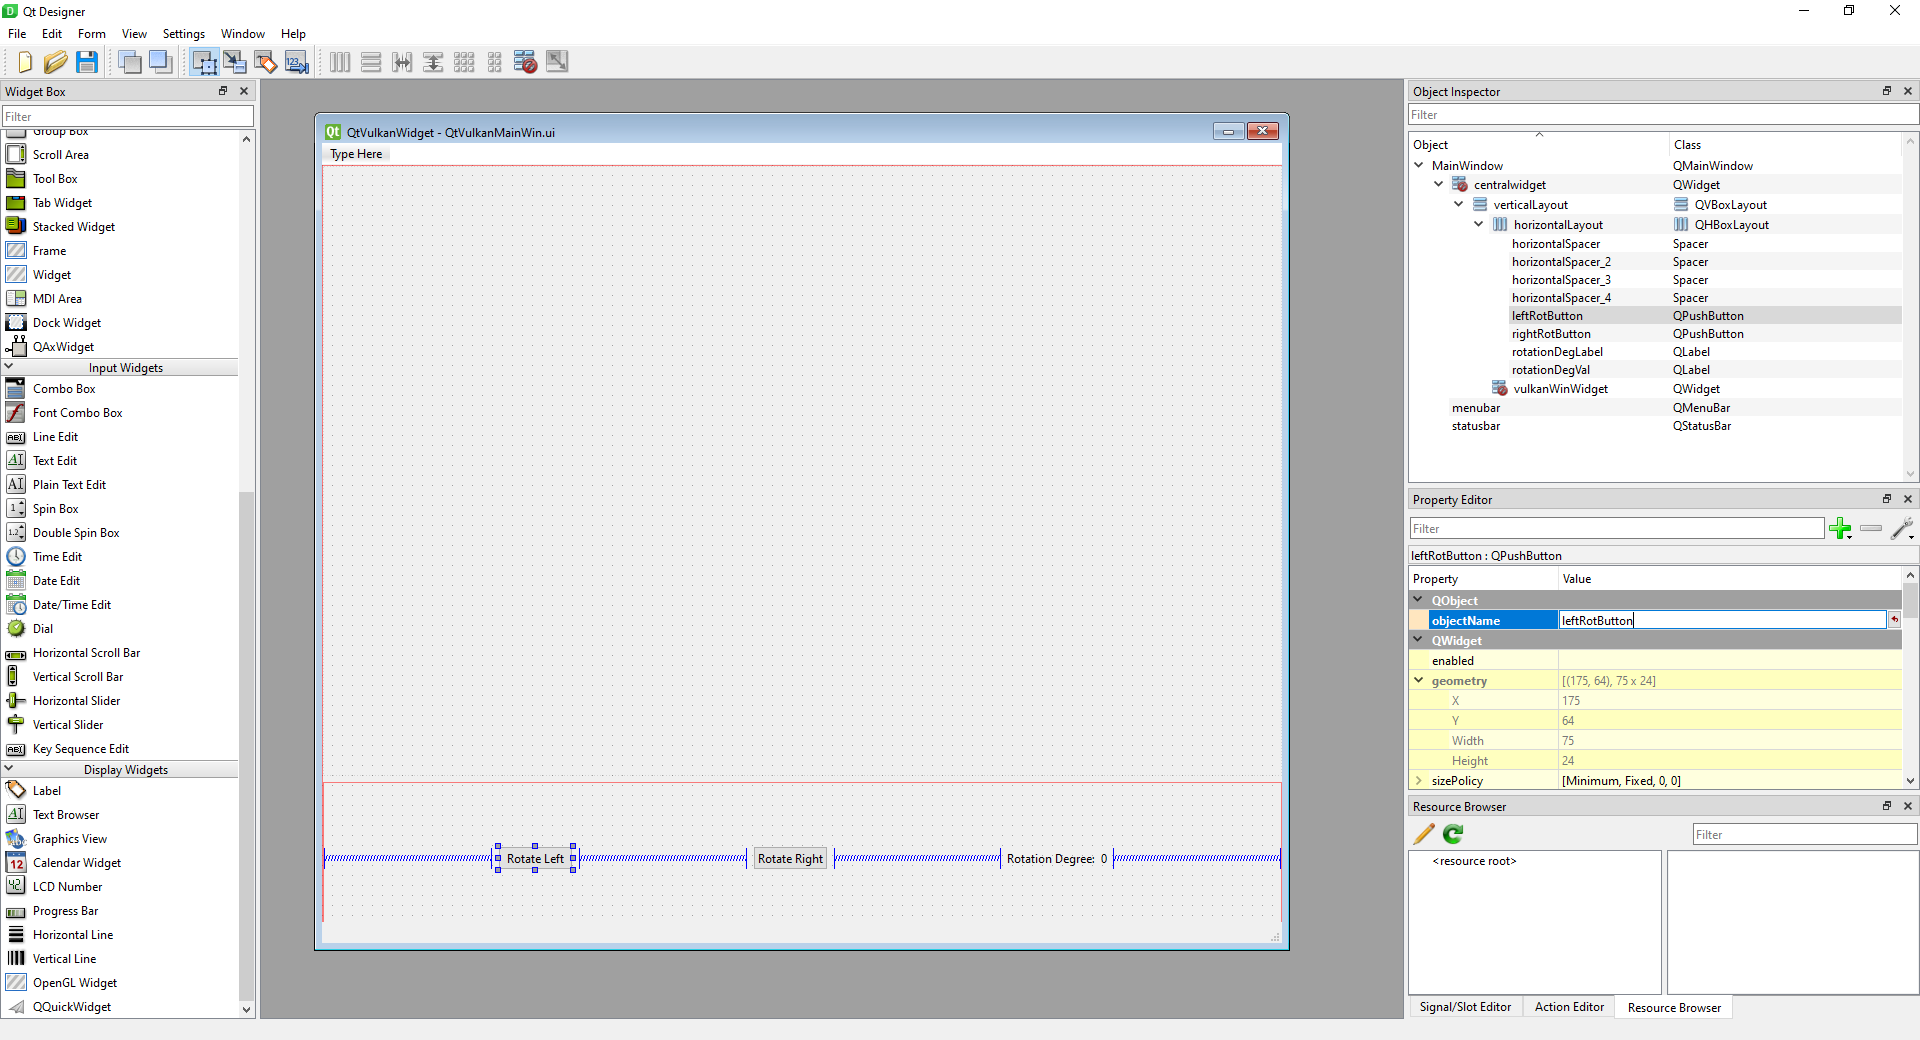 Qt Designer
File Edit Form View Settings Window Help
Widget Box
Filter
Group Box
Scroll Area
Tool Box
Tab Widget
Stacked Widget
Frame
Widget
MDI Area
Dock Widget
QAxWidget
Input Widgets
Combo Box
Font Combo Box
Line Edit
Text Edit
Plain Text Edit
Spin Box
Double Spin Box
Time Edit
Date Edit
Date/Time Edit
Dial
Horizontal Scroll Bar
Vertical Scroll Bar
Horizontal Slider
Vertical Slider
Key Sequence Edit
Display Widgets
Label
Text Browser
Graphics View
Calendar Widget
LCD Number
Progress Bar
Horizontal Line
Vertical Line
OpenGL Widget
QQuickWidget
QtVulkanWidget - QtVulkanMainWin.ui
Type Here
Rotate Left Rotate Right Rotation Degree: 0
Object Inspector
Filter
Object Class
MainWindow QMainWindow
centralwidget QWidget
verticalLayout QVBoxLayout
horizontalLayout QHBoxLayout
horizontalSpacer Spacer
horizontalSpacer_2 Spacer
horizontalSpacer_3 Spacer
horizontalSpacer_4 Spacer
leftRotButton QPushButton
rightRotButton QPushButton
rotationDegLabel QLabel
rotationDegVal QLabel
vulkanWinWidget QWidget
menubar QMenuBar
statusbar QStatusBar
Property Editor
Filter
leftRotButton : QPushButton
Property Value
QObject
objectName leftRotButton
QWidget
enabled
geometry [(175, 64), 75 x 24]
X 175
Y 64
Width 75
Height 24
sizePolicy [Minimum, Fixed, 0, 0]
Resource Browser
Filter
<resource root>
Signal/Slot Editor Action Editor Resource Browser